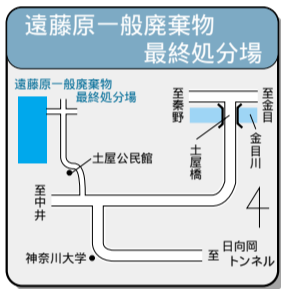 遠藤原一般廃棄物
最終処分場
遠藤原一般廃棄物
最終処分場
至秦野
至金目
土屋橋
金目川
土屋公民館
至中井
神奈川大学
至
日向岡
トンネル